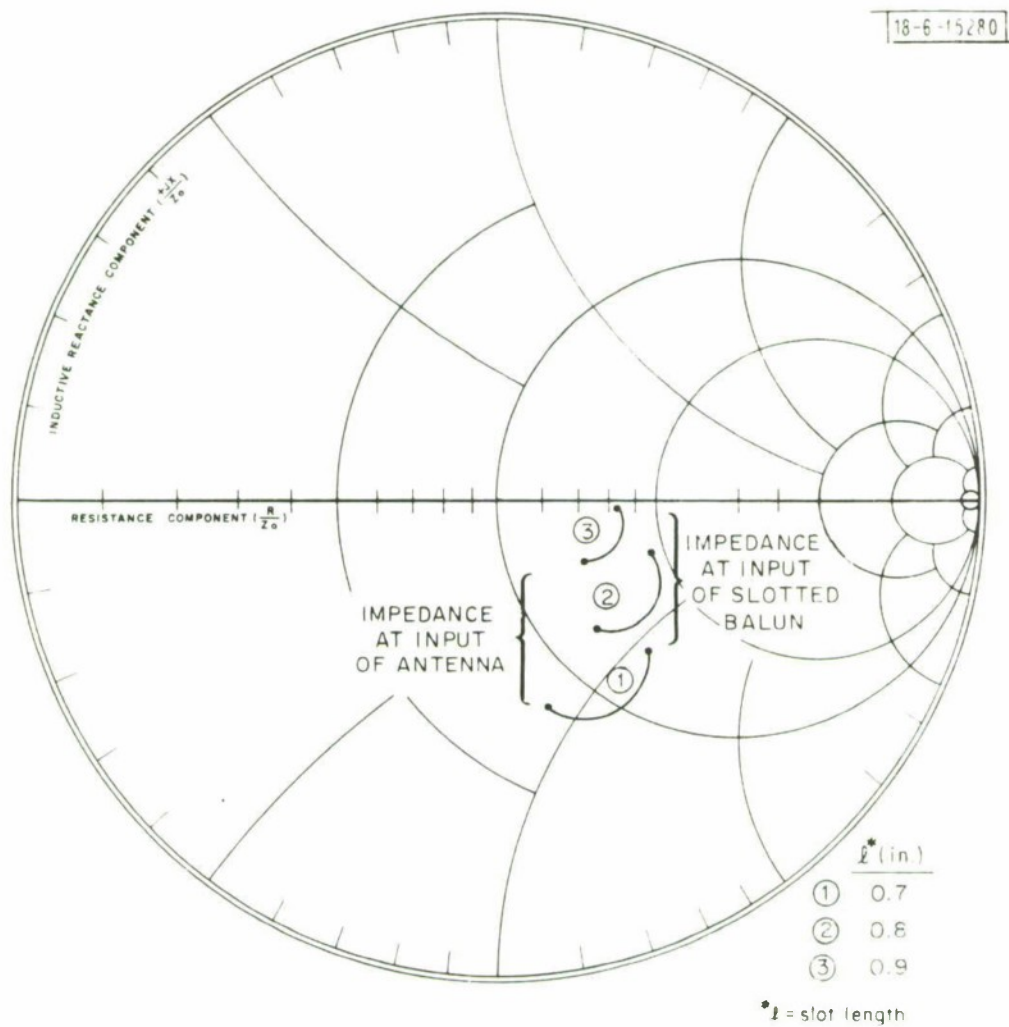 18-6-15280
INDUCTIVE REACTANCE COMPONENT (+jX/Zo)
RESISTANCE COMPONENT (R/Zo)
③
②
①
IMPEDANCE
AT INPUT
OF ANTENNA
IMPEDANCE
AT INPUT
OF SLOTTED
BALUN
ℓ* (in.)
① 0.7
② 0.8
③ 0.9
*ℓ = slot length